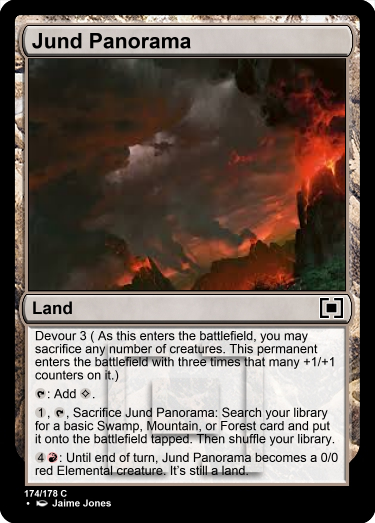 Jund Panorama
Land
Devour 3 ( As this enters the battlefield, you may
sacrifice any number of creatures. This permanent
enters the battlefield with three times that many +1/+1
counters on it.)
: Add .
1, , Sacrifice Jund Panorama: Search your library
for a basic Swamp, Mountain, or Forest card and put
it onto the battlefield tapped. Then shuffle your library.
4 : Until end of turn, Jund Panorama becomes a 0/0
red Elemental creature. It's still a land.
174/178 C
• Jaime Jones